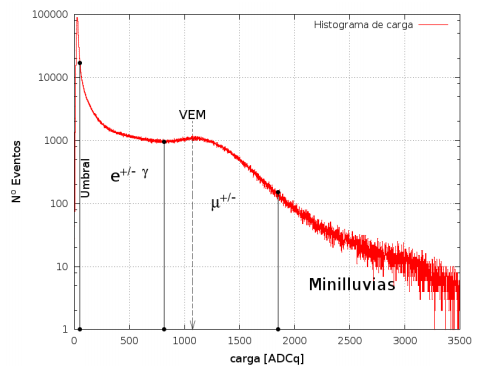 100000
10000
1000
100
10
1
Nº Eventos
Histograma de carga
VEM
Umbral
e+/- γ
μ+/-
Minilluvias
0 500 1000 1500 2000 2500 3000 3500
carga [ADCq]